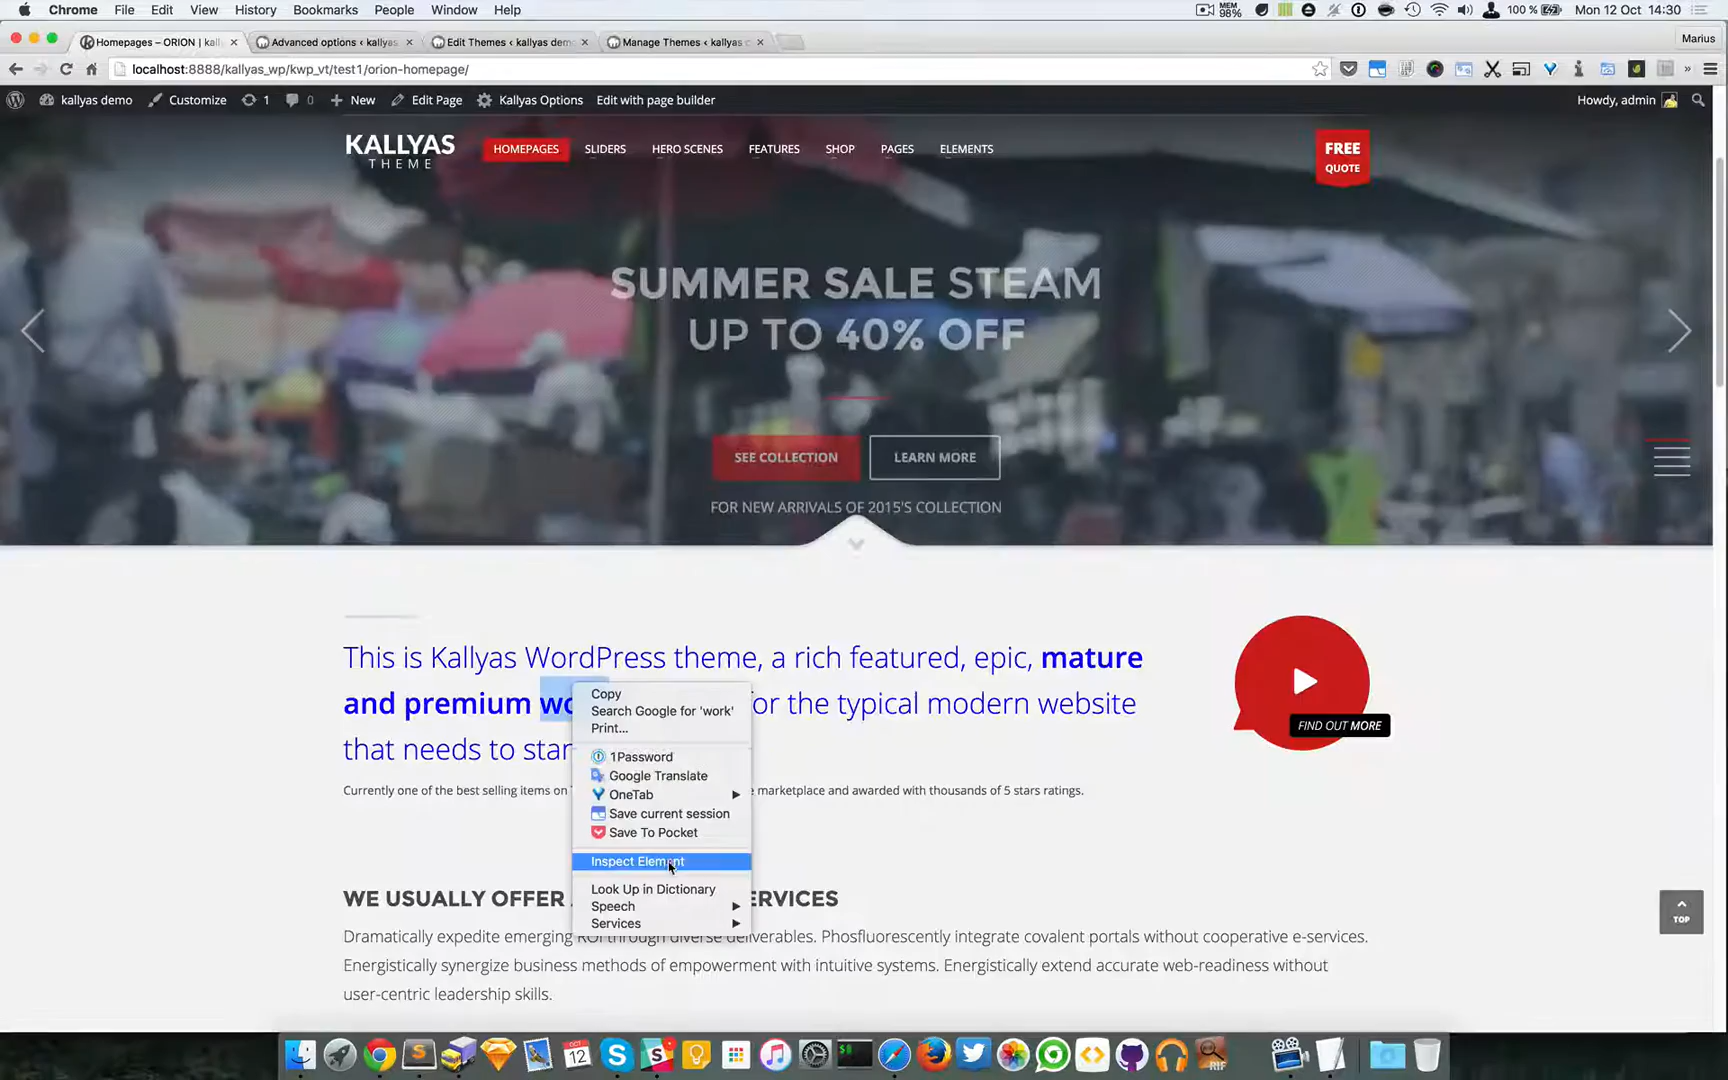 Chrome File Edit View History Bookmarks People Window Help
MEM 98% 100% Mon 12 Oct 14:30
Homepages – ORION | kall
Advanced options ‹ kallyas
Edit Themes ‹ kallyas dem
Manage Themes ‹ kallyas
Marius
localhost:8888/kallyas_wp/kwp_vt/test1/orion-homepage/
kallyas demo Customize 1 0 New Edit Page Kallyas Options Edit with page builder Howdy, admin
KALLYAS
THEME
HOMEPAGES SLIDERS HERO SCENES FEATURES SHOP PAGES ELEMENTS
FREE
QUOTE
SUMMER SALE STEAM
UP TO 40% OFF
SEE COLLECTION LEARN MORE
FOR NEW ARRIVALS OF 2015'S COLLECTION
This is Kallyas WordPress theme, a rich featured, epic, mature
and premium wo for the typical modern website
that needs to star
FIND OUT MORE
Currently one of the best selling items on marketplace and awarded with thousands of 5 stars ratings.
Copy
Search Google for 'work'
Print...
1Password
Google Translate
OneTab
Save current session
Save To Pocket
Inspect Element
Look Up in Dictionary
Speech
Services
WE USUALLY OFFER SERVICES
Dramatically expedite emerging ROI through diverse deliverables. Phosfluorescently integrate covalent portals without cooperative e-services.
Energistically synergize business methods of empowerment with intuitive systems. Energistically extend accurate web-readiness without
user-centric leadership skills.
TOP
OCT
12
RIF